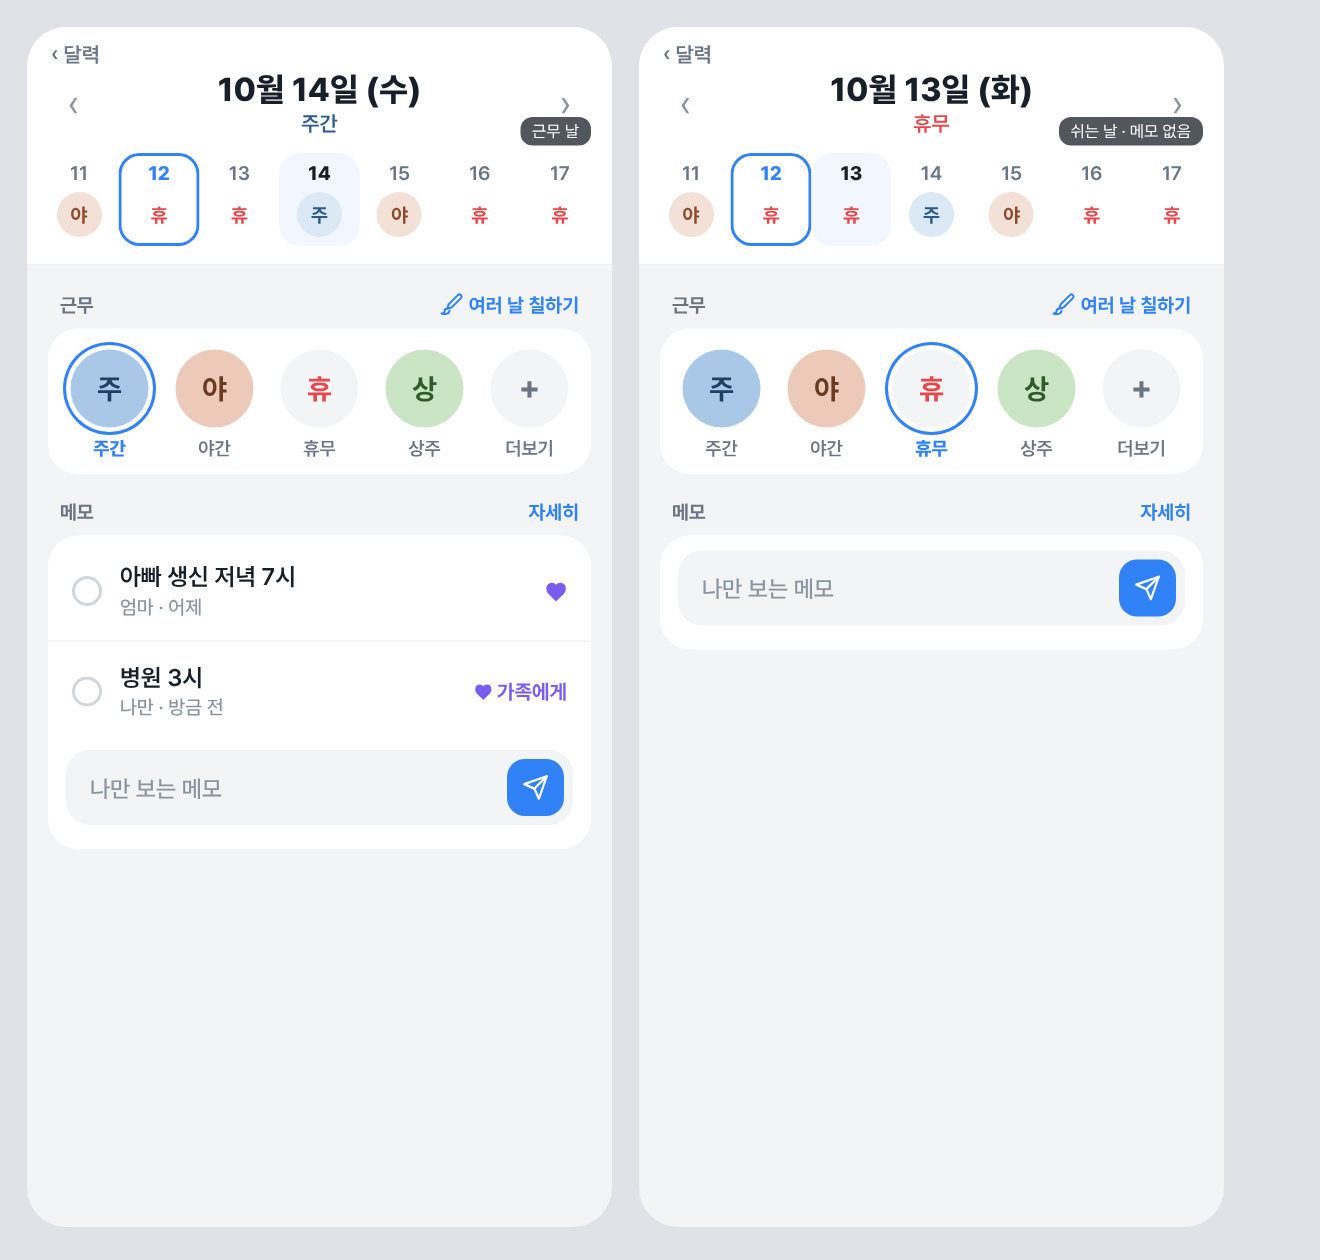 ‹ 달력
10월 14일 (수)
주간
근무 날
11 12 13 14 15 16 17
야 휴 휴 주 야 휴 휴
근무 여러 날 칠하기
주 야 휴 상 +
주간 야간 휴무 상주 더보기
메모 자세히
아빠 생신 저녁 7시
엄마 · 어제
병원 3시
나만 · 방금 전
가족에게
나만 보는 메모
‹ 달력
10월 13일 (화)
휴무
쉬는 날 · 메모 없음
11 12 13 14 15 16 17
야 휴 휴 주 야 휴 휴
근무 여러 날 칠하기
주 야 휴 상 +
주간 야간 휴무 상주 더보기
메모 자세히
나만 보는 메모